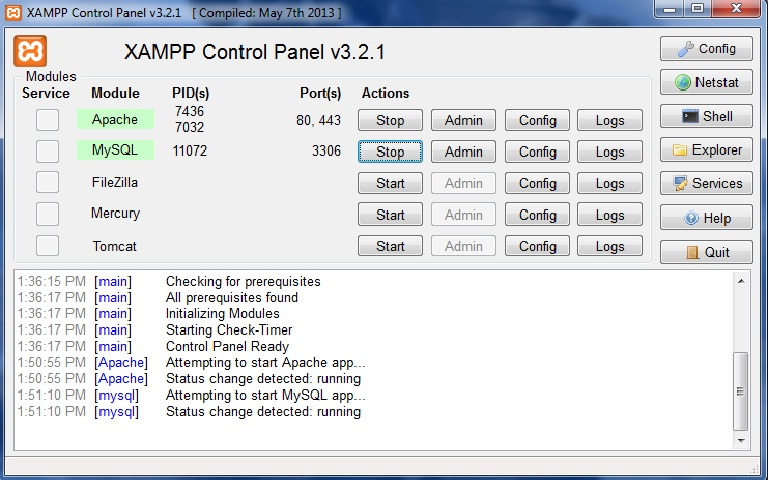 XAMPP Control Panel v3.2.1 [ Compiled: May 7th 2013 ]
XAMPP Control Panel v3.2.1
Config
Netstat
Shell
Explorer
Services
Help
Quit
Modules
Service Module PID(s) Port(s) Actions
Apache 7436 7032 80, 443 Stop Admin Config Logs
MySQL 11072 3306 Stop Admin Config Logs
FileZilla Start Admin Config Logs
Mercury Start Admin Config Logs
Tomcat Start Admin Config Logs
1:36:15 PM [main] Checking for prerequisites
1:36:17 PM [main] All prerequisites found
1:36:17 PM [main] Initializing Modules
1:36:17 PM [main] Starting Check-Timer
1:36:17 PM [main] Control Panel Ready
1:50:55 PM [Apache] Attempting to start Apache app...
1:50:55 PM [Apache] Status change detected: running
1:51:10 PM [mysql] Attempting to start MySQL app...
1:51:10 PM [mysql] Status change detected: running